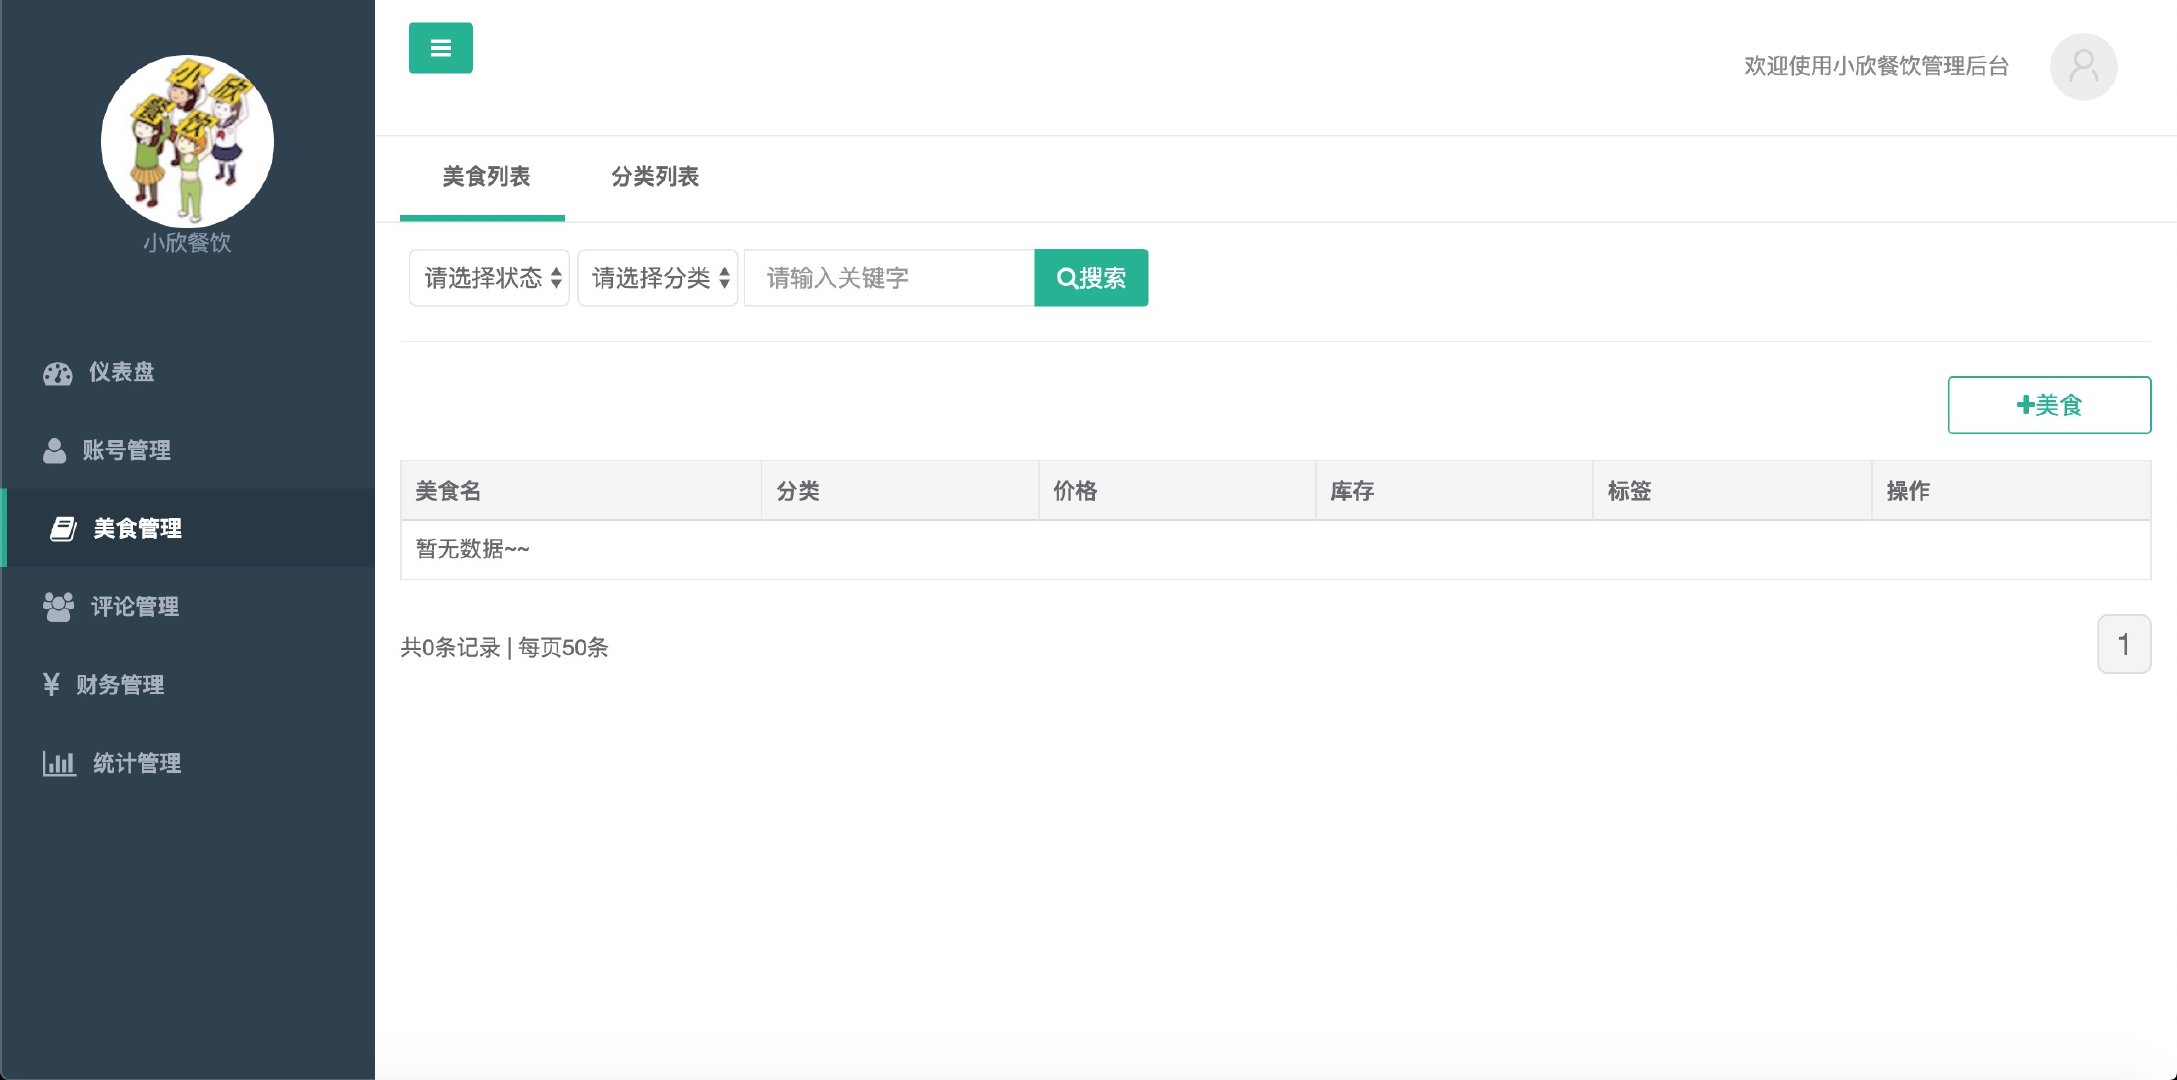 小欣
餐饮
小欣餐饮
仪表盘
账号管理
美食管理
评论管理
¥ 财务管理
统计管理
欢迎使用小欣餐饮管理后台
美食列表 分类列表
请选择状态 请选择分类 请输入关键字 搜索
+美食
美食名 分类 价格 库存 标签 操作
暂无数据~~
共0条记录 | 每页50条
1